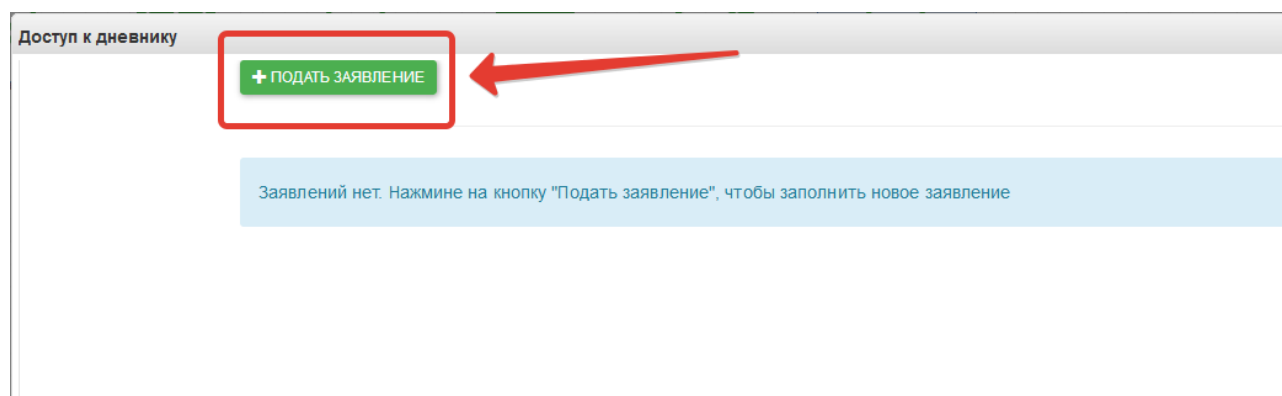 Доступ к дневнику
+ ПОДАТЬ ЗАЯВЛЕНИЕ
Заявлений нет. Нажмине на кнопку "Подать заявление", чтобы заполнить новое заявление